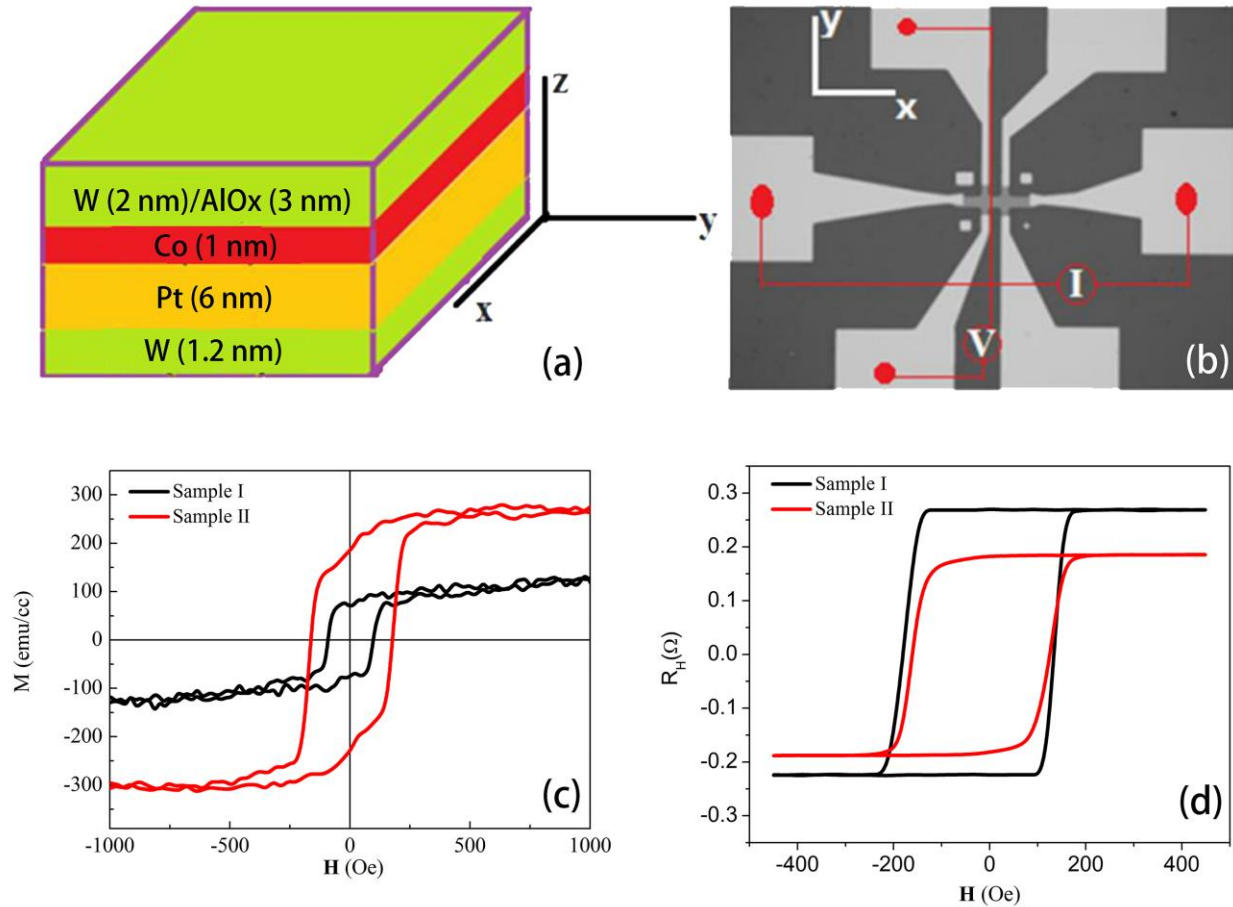 W (2 nm)/AlOx (3 nm)
Co (1 nm)
Pt (6 nm)
W (1.2 nm)
z
y
x
(a)
y
x
I
V
(b)
Sample I
Sample II
300
200
100
0
-100
-200
-300
M (emu/cc)
-1000
-500
0
500
1000
H (Oe)
(c)
Sample I
Sample II
0.3
0.2
0.1
0.0
-0.1
-0.2
-0.3
R_H(Ω)
-400
-200
0
200
400
H (Oe)
(d)